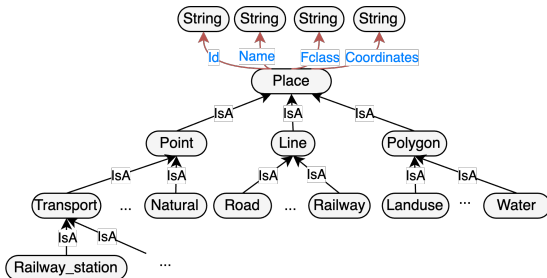 String String String String
Id Name Fclass Coordinates
Place
IsA IsA IsA
Point Line Polygon
IsA IsA IsA IsA IsA IsA
Transport ... Natural Road ... Railway Landuse ... Water
IsA IsA
Railway_station ...